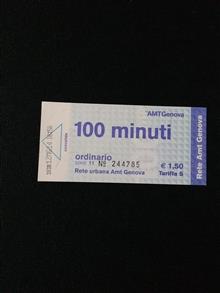 AMTGenova
100 minuti
ordinario
SERIE 11 Nº 244785
€ 1,50
Rete urbana Amt Genova
Tariffa 5
Rete Amt Genova